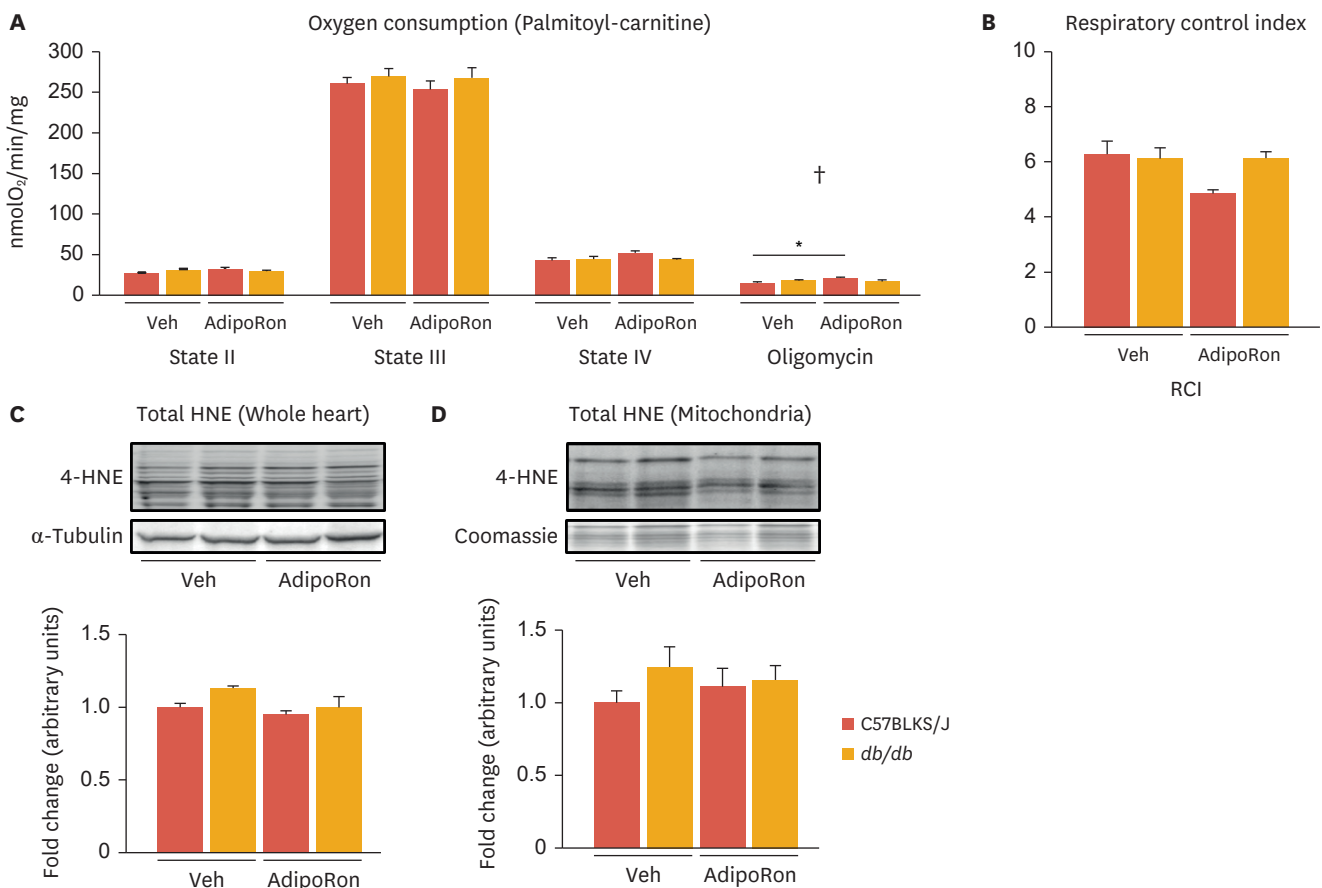 A
Oxygen consumption (Palmitoyl-carnitine)
nmolO₂/min/mg
300
250
200
150
100
50
0
†
*
Veh AdipoRon Veh AdipoRon Veh AdipoRon Veh AdipoRon
State II State III State IV Oligomycin
B
Respiratory control index
10
8
6
4
2
0
Veh AdipoRon
RCI
C
Total HNE (Whole heart)
4-HNE
α-Tubulin
Veh AdipoRon
Fold change (arbitrary units)
1.5
1.0
0.5
0
Veh AdipoRon
D
Total HNE (Mitochondria)
4-HNE
Coomassie
Veh AdipoRon
Fold change (arbitrary units)
1.5
1.0
0.5
0
Veh AdipoRon
C57BLKS/J
db/db